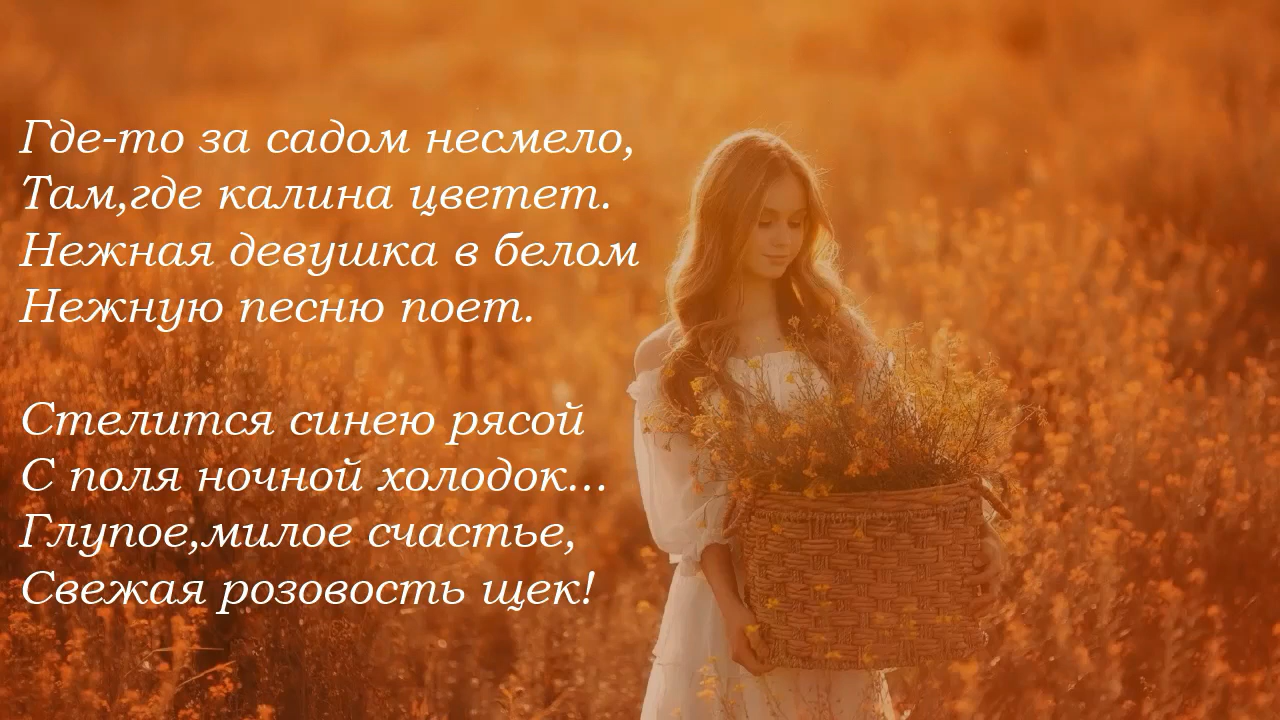 Где-то за садом несмело,
Там,где калина цветет.
Нежная девушка в белом
Нежную песню поет.
Стелится синею рясой
С поля ночной холодок...
Глупое,милое счастье,
Свежая розовость щек!